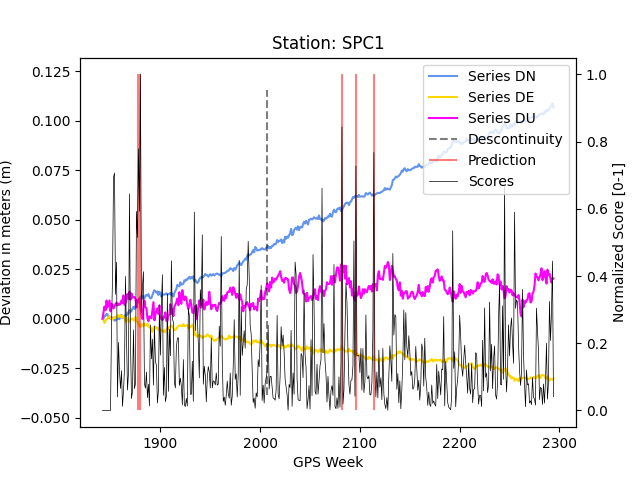 Station: SPC1
0.125
0.100
0.075
0.050
0.025
0.000
−0.025
−0.050
Deviation in meters (m)
1900
2000
2100
2200
2300
GPS Week
1.0
0.8
0.6
0.4
0.2
0.0
Normalized Score [0-1]
Series DN
Series DE
Series DU
Discontinuity
Prediction
Scores